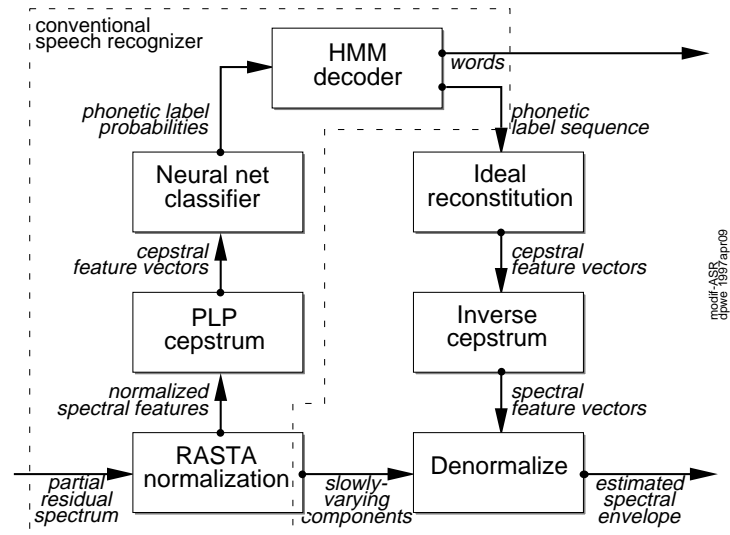 conventional
speech recognizer
HMM
decoder
words
phonetic label
probabilities
phonetic
label sequence
Neural net
classifier
Ideal
reconstitution
cepstral
feature vectors
cepstral
feature vectors
PLP
cepstrum
Inverse
cepstrum
normalized
spectral features
spectral
feature vectors
RASTA
normalization
Denormalize
partial
residual
spectrum
slowly-
varying
components
estimated
spectral
envelope
modif-ASR
dpwe 1997apr09